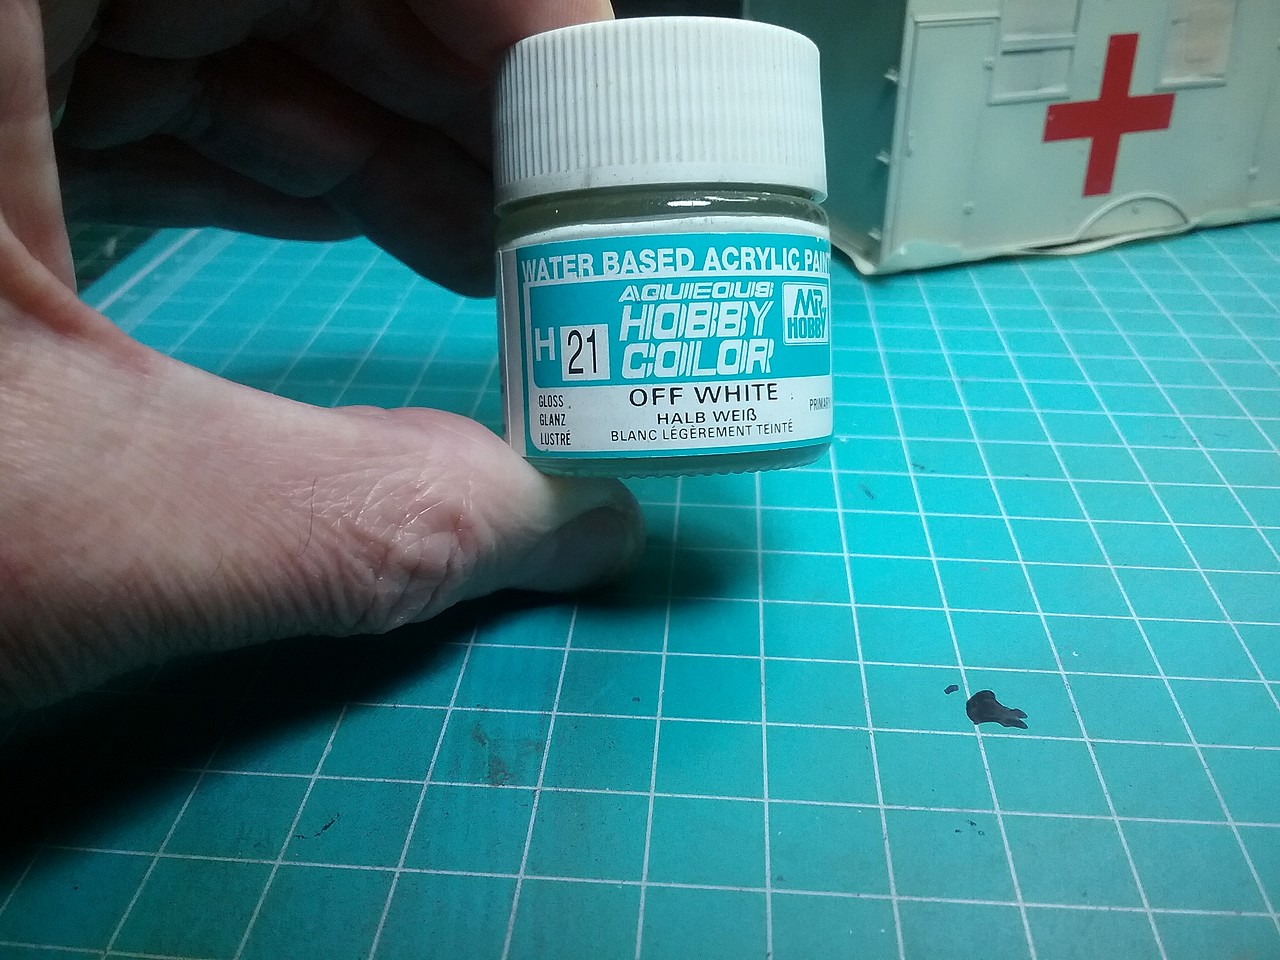 WATER BASED ACRYLIC PAINT
AQUEOUS
HOBBY
COLOR
MR
HOBBY
H 21
GLOSS
GLANZ
LUSTRÉ
OFF WHITE
HALB WEIß
BLANC LÉGÈREMENT TEINTÉ